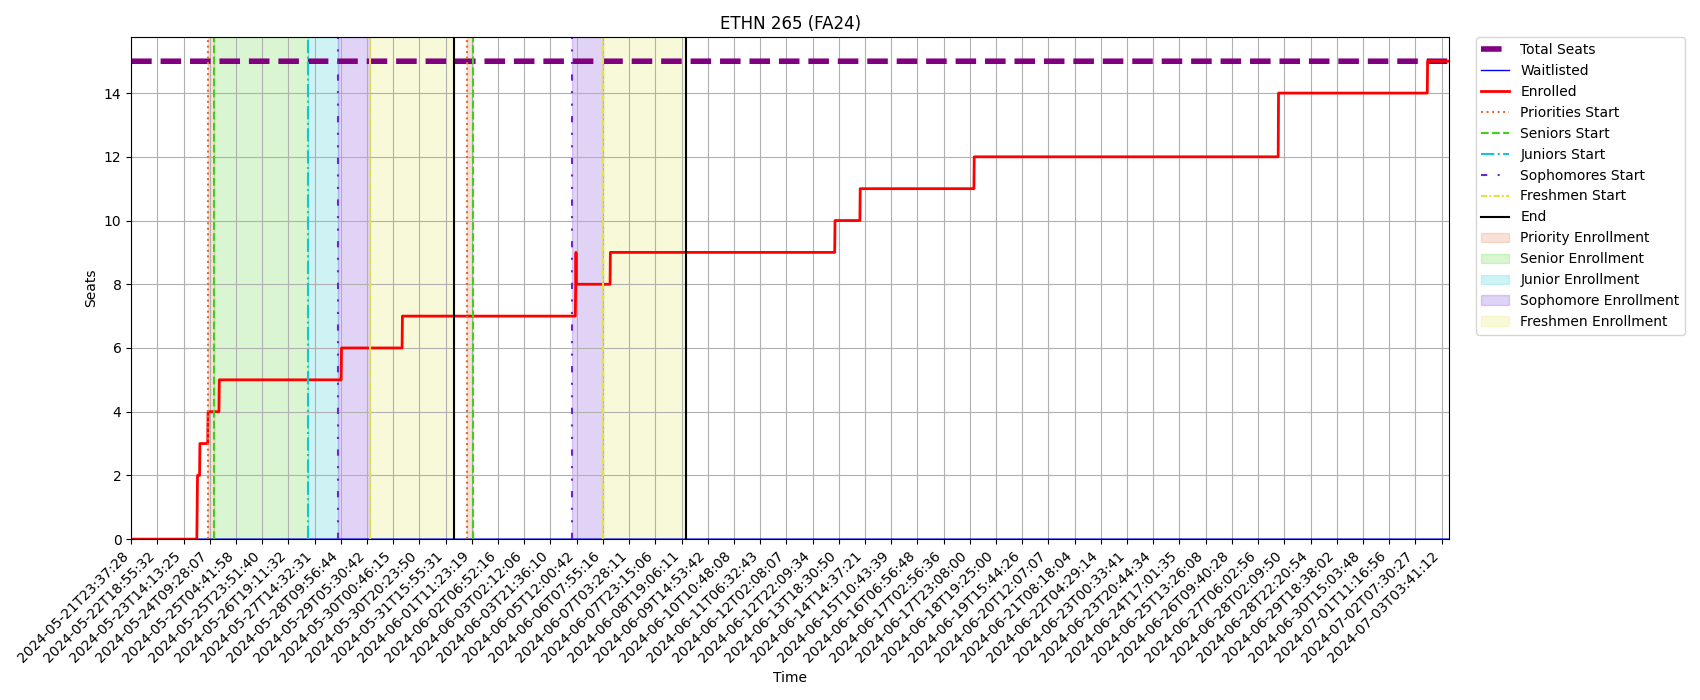 ETHN 265 (FA24)
Seats
14
12
10
8
6
4
2
0
2024-05-21T23:37:28
2024-05-22T18:55:32
2024-05-23T14:13:25
2024-05-24T09:28:07
2024-05-25T04:41:58
2024-05-25T23:51:40
2024-05-26T19:11:32
2024-05-27T14:32:31
2024-05-28T09:56:44
2024-05-29T05:30:42
2024-05-30T00:46:15
2024-05-30T20:23:50
2024-05-31T15:55:31
2024-06-01T11:23:19
2024-06-02T06:52:16
2024-06-03T02:12:06
2024-06-03T21:36:10
2024-06-05T12:00:42
2024-06-06T07:55:16
2024-06-07T03:28:11
2024-06-07T23:15:06
2024-06-08T19:06:11
2024-06-09T14:53:42
2024-06-10T10:48:08
2024-06-11T06:32:43
2024-06-12T02:08:07
2024-06-12T22:09:34
2024-06-13T18:30:50
2024-06-14T14:37:21
2024-06-15T10:43:39
2024-06-16T06:56:48
2024-06-17T02:56:36
2024-06-17T23:08:00
2024-06-18T19:25:00
2024-06-19T15:44:26
2024-06-20T12:07:07
2024-06-21T08:18:04
2024-06-22T04:29:14
2024-06-23T00:33:41
2024-06-23T20:44:34
2024-06-24T17:01:35
2024-06-25T13:26:08
2024-06-26T09:40:28
2024-06-27T06:02:56
2024-06-28T02:09:50
2024-06-28T22:20:54
2024-06-29T18:38:02
2024-06-30T15:03:48
2024-07-01T11:16:56
2024-07-02T07:30:27
2024-07-03T03:41:12
Time
Total Seats
Waitlisted
Enrolled
Priorities Start
Seniors Start
Juniors Start
Sophomores Start
Freshmen Start
End
Priority Enrollment
Senior Enrollment
Junior Enrollment
Sophomore Enrollment
Freshmen Enrollment